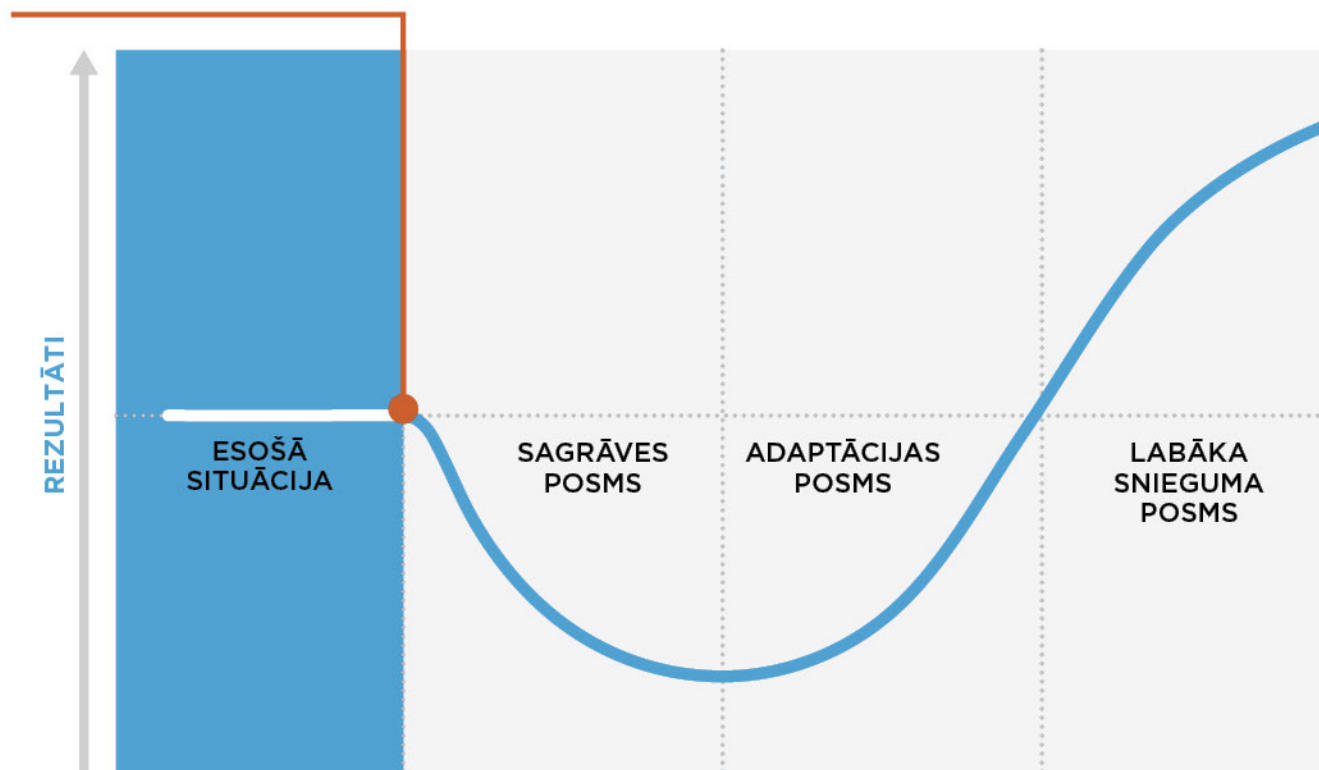 REZULTĀTI
ESOŠĀ
SITUĀCIJA
SAGRĀVES
POSMS
ADAPTĀCIJAS
POSMS
LABĀKA
SNIEGUMA
POSMS